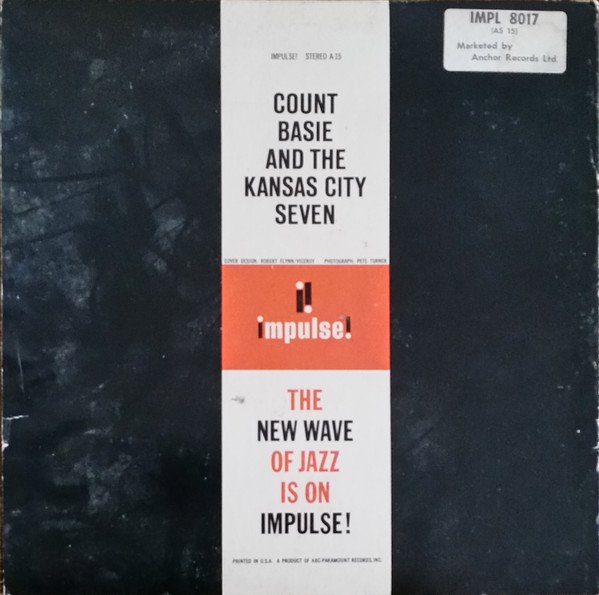 IMPL 8017
(AS 15)
Marketed by
Anchor Records Ltd.
IMPULSE! STEREO A-15
COUNT
BASIE
AND THE
KANSAS CITY
SEVEN
COVER DESIGN: ROBERT FLYNN/VICEROY PHOTOGRAPH: PETE TURNER
impulse!
THE
NEW WAVE
OF JAZZ
IS ON
IMPULSE!
PRINTED IN U.S.A. A PRODUCT OF ABC-PARAMOUNT RECORDS, INC.